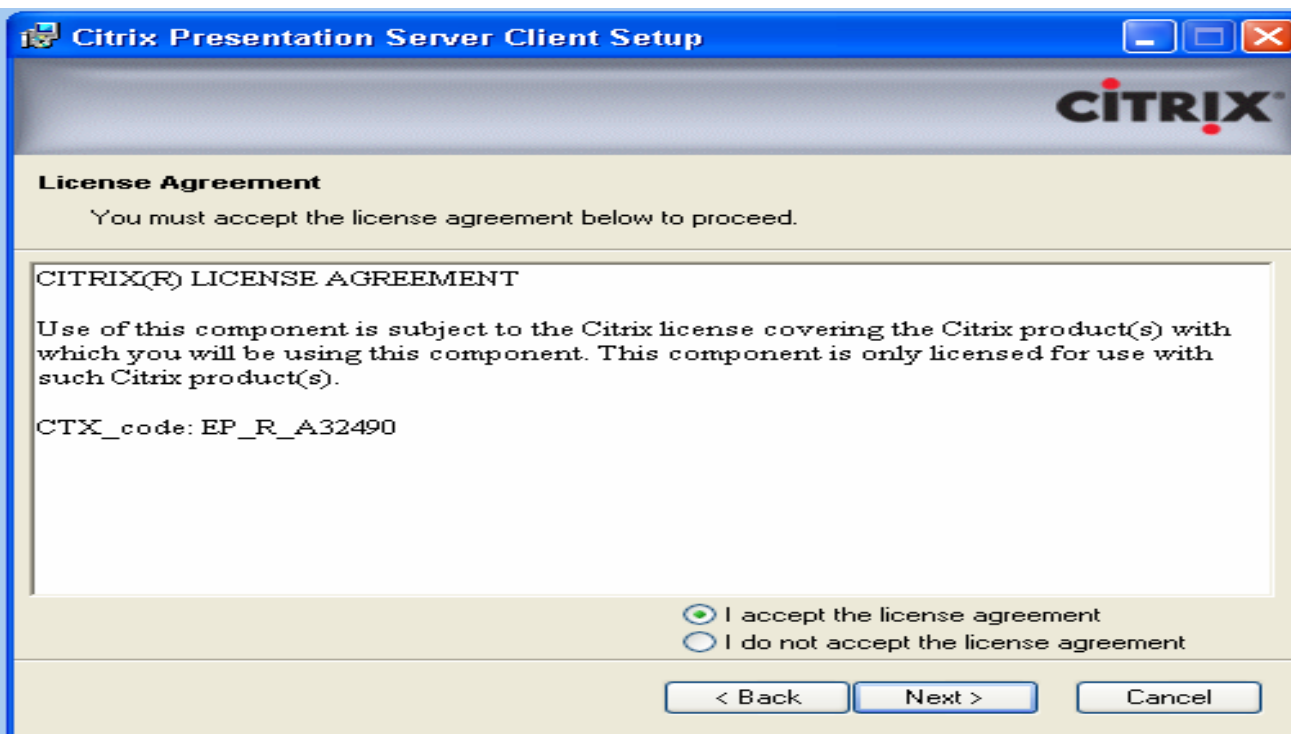 Citrix Presentation Server Client Setup
CITRIX
License Agreement
You must accept the license agreement below to proceed.
CITRIX(R) LICENSE AGREEMENT
Use of this component is subject to the Citrix license covering the Citrix product(s) with
which you will be using this component. This component is only licensed for use with
such Citrix product(s).
CTX_code: EP_R_A32490
I accept the license agreement
I do not accept the license agreement
< Back
Next >
Cancel